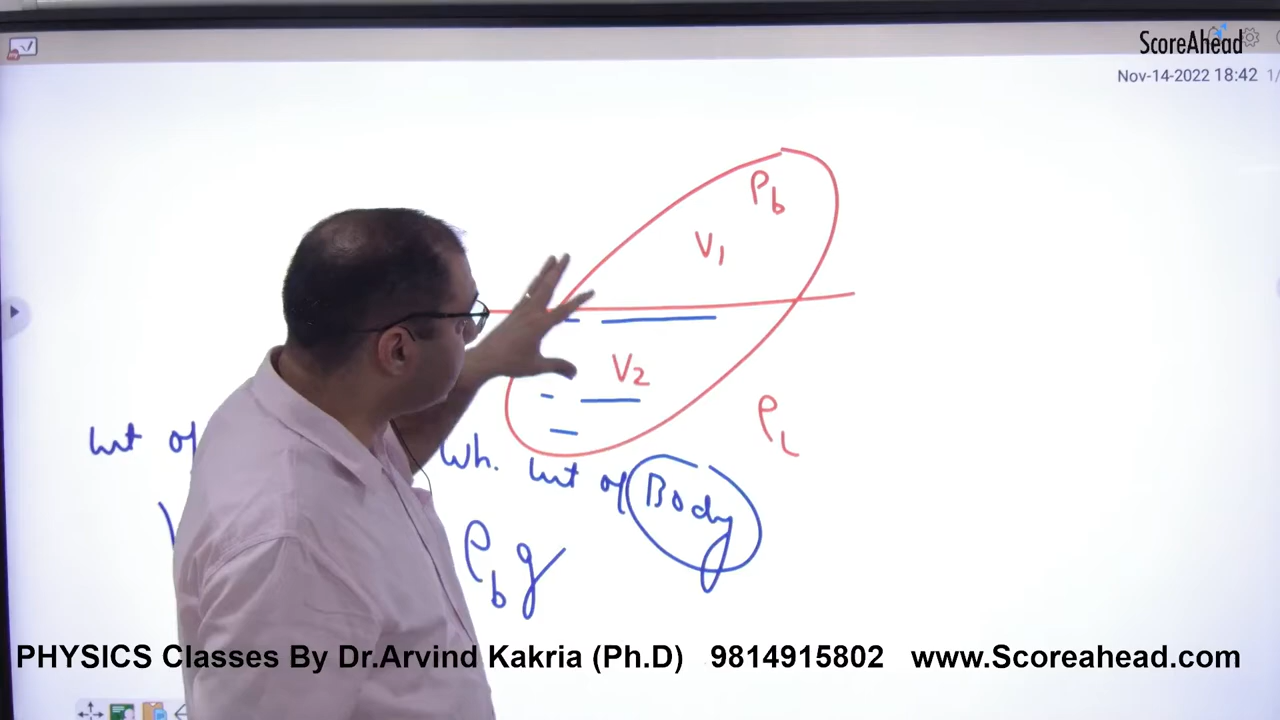 ScoreAhead
Nov-14-2022 18:42 1/
ρb
V1
V2
ρL
wt of
Wh. wt of Body
ρb g
PHYSICS Classes By Dr.Arvind Kakria (Ph.D) 9814915802 www.Scoreahead.com